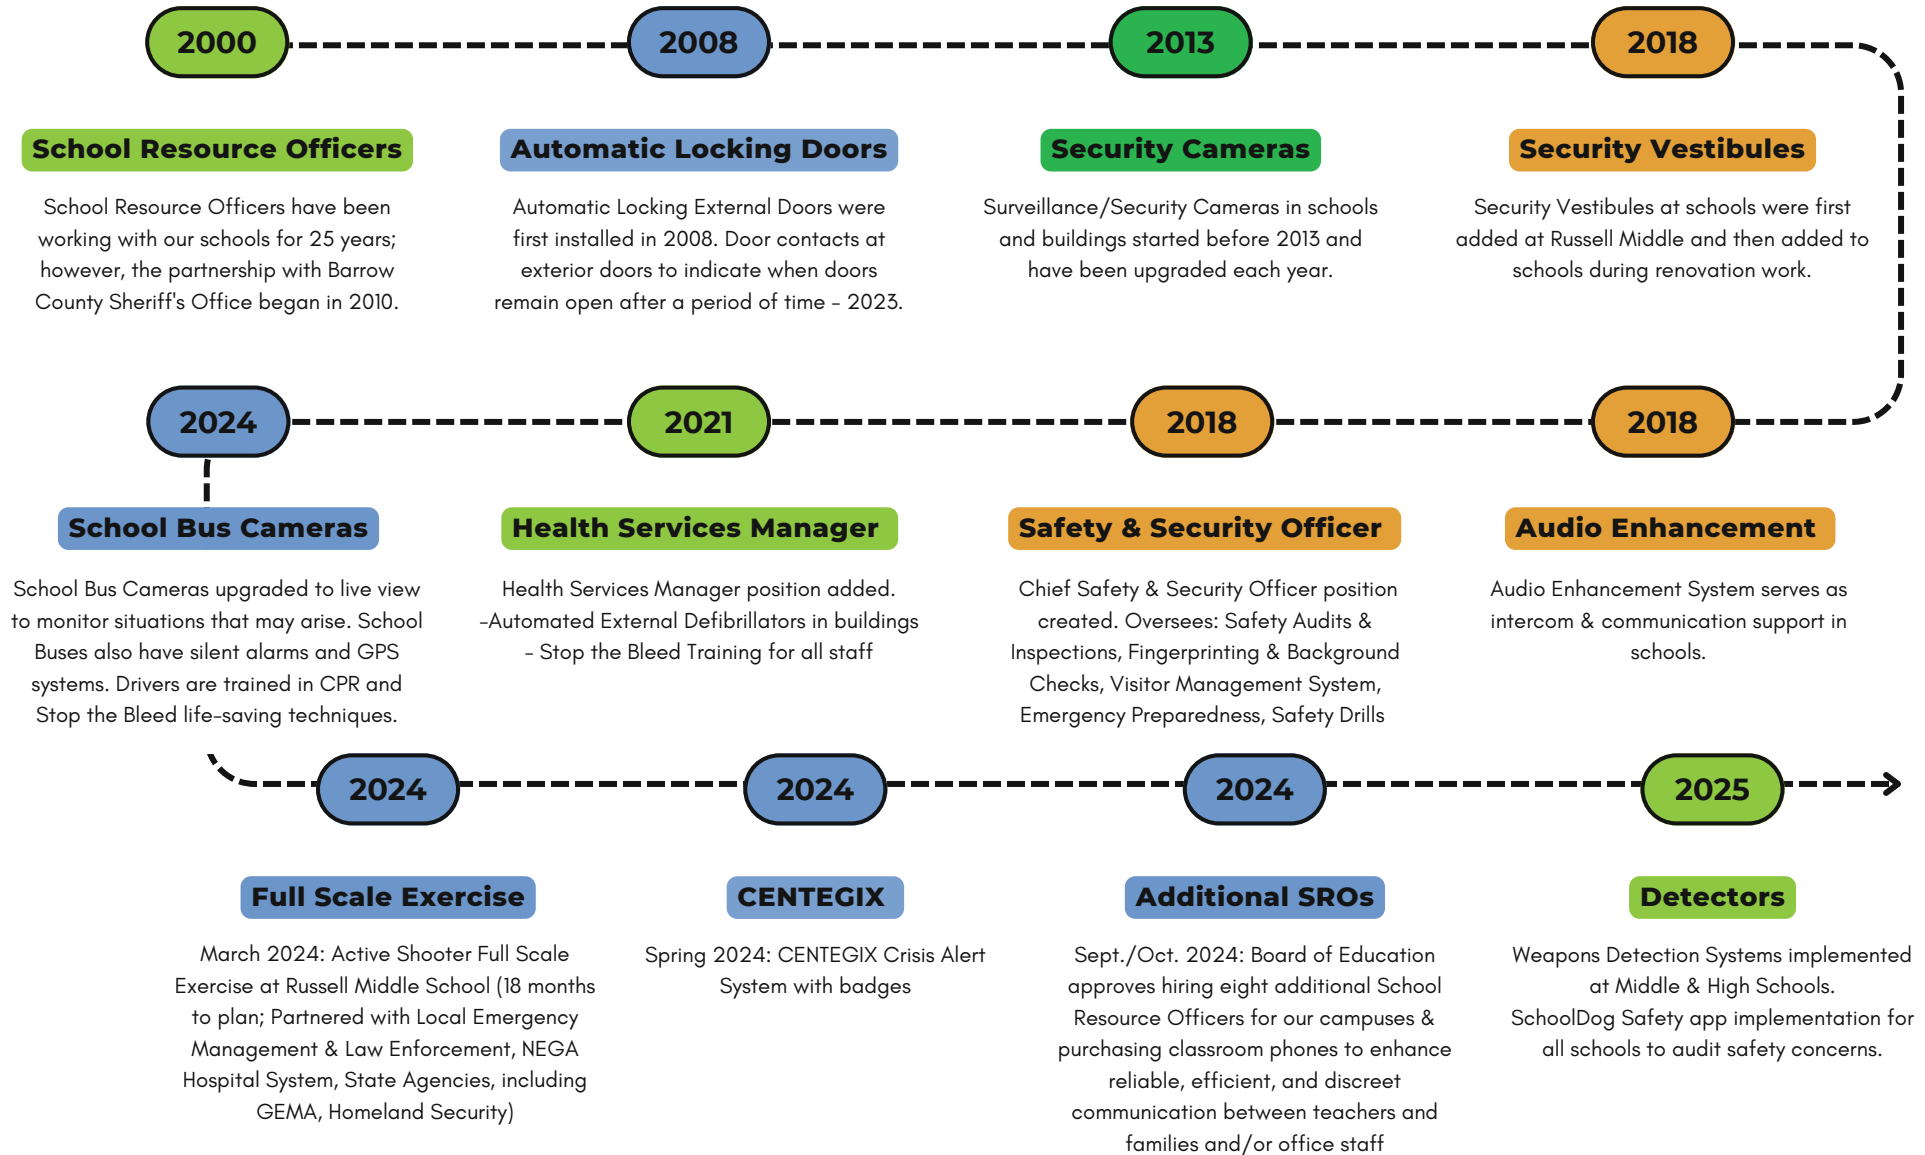 2000
2008
2013
2018
School Resource Officers
Automatic Locking Doors
Security Cameras
Security Vestibules
School Resource Officers have been
working with our schools for 25 years;
however, the partnership with Barrow
County Sheriff's Office began in 2010.
Automatic Locking External Doors were
first installed in 2008. Door contacts at
exterior doors to indicate when doors
remain open after a period of time - 2023.
Surveillance/Security Cameras in schools
and buildings started before 2013 and
have been upgraded each year.
Security Vestibules at schools were first
added at Russell Middle and then added to
schools during renovation work.
2024
2021
2018
2018
School Bus Cameras
Health Services Manager
Safety & Security Officer
Audio Enhancement
School Bus Cameras upgraded to live view
to monitor situations that may arise. School
Buses also have silent alarms and GPS
systems. Drivers are trained in CPR and
Stop the Bleed life-saving techniques.
Health Services Manager position added.
-Automated External Defibrillators in buildings
- Stop the Bleed Training for all staff
Chief Safety & Security Officer position
created. Oversees: Safety Audits &
Inspections, Fingerprinting & Background
Checks, Visitor Management System,
Emergency Preparedness, Safety Drills
Audio Enhancement System serves as
intercom & communication support in
schools.
2024
2024
2024
2025
Full Scale Exercise
CENTEGIX
Additional SROs
Detectors
March 2024: Active Shooter Full Scale
Exercise at Russell Middle School (18 months
to plan; Partnered with Local Emergency
Management & Law Enforcement, NEGA
Hospital System, State Agencies, including
GEMA, Homeland Security)
Spring 2024: CENTEGIX Crisis Alert
System with badges
Sept./Oct. 2024: Board of Education
approves hiring eight additional School
Resource Officers for our campuses &
purchasing classroom phones to enhance
reliable, efficient, and discreet
communication between teachers and
families and/or office staff
Weapons Detection Systems implemented
at Middle & High Schools.
SchoolDog Safety app implementation for
all schools to audit safety concerns.